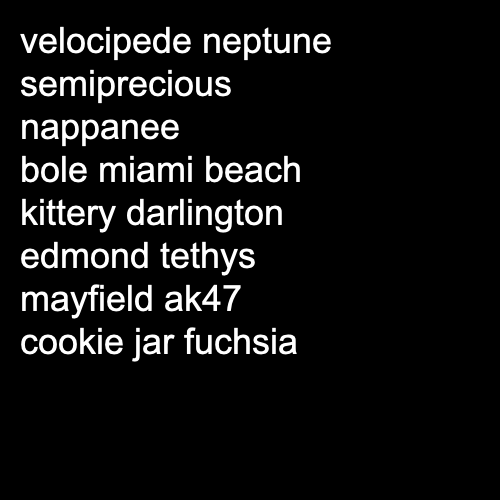 velocipede neptune
semiprecious
nappanee
bole miami beach
kittery darlington
edmond tethys
mayfield ak47
cookie jar fuchsia